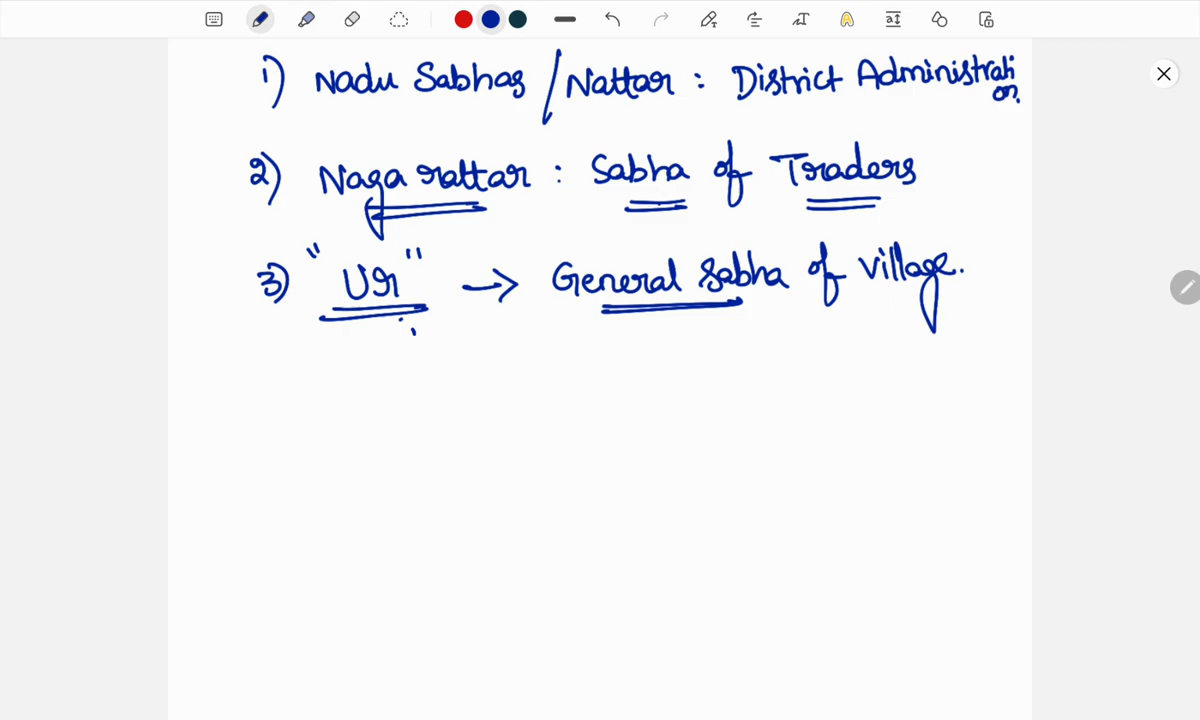 1) Nadu Sabhas / Nattar : District Administration.
2) Nagarattar : Sabha of Traders
3) "Ur" → General Sabha of Village.